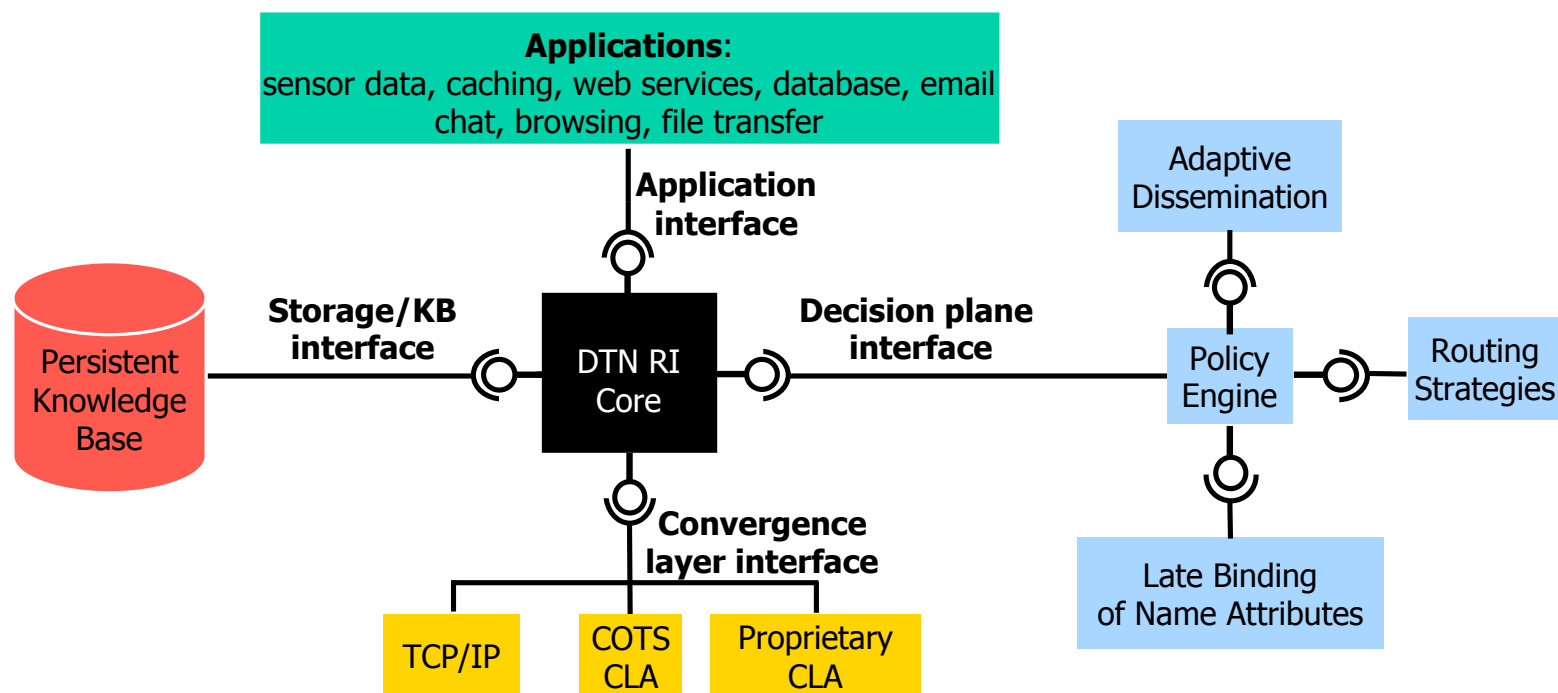 Applications:
sensor data, caching, web services, database, email
chat, browsing, file transfer
Application
interface
Adaptive
Dissemination
Storage/KB
interface
Decision plane
interface
Persistent
Knowledge
Base
DTN RI
Core
Policy
Engine
Routing
Strategies
Convergence
layer interface
Late Binding
of Name Attributes
TCP/IP
COTS
CLA
Proprietary
CLA